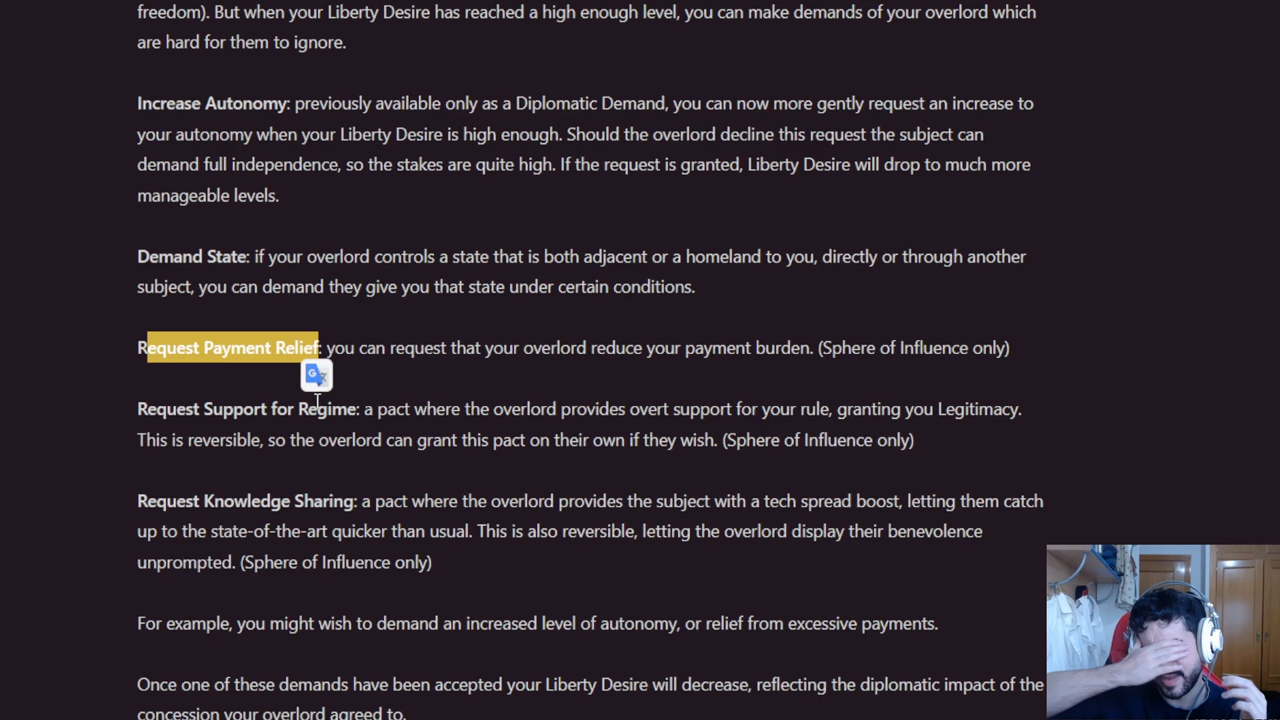 freedom). But when your Liberty Desire has reached a high enough level, you can make demands of your overlord which
are hard for them to ignore.
Increase Autonomy: previously available only as a Diplomatic Demand, you can now more gently request an increase to
your autonomy when your Liberty Desire is high enough. Should the overlord decline this request the subject can
demand full independence, so the stakes are quite high. If the request is granted, Liberty Desire will drop to much more
manageable levels.
Demand State: if your overlord controls a state that is both adjacent or a homeland to you, directly or through another
subject, you can demand they give you that state under certain conditions.
Request Payment Relief: you can request that your overlord reduce your payment burden. (Sphere of Influence only)
Request Support for Regime: a pact where the overlord provides overt support for your rule, granting you Legitimacy.
This is reversible, so the overlord can grant this pact on their own if they wish. (Sphere of Influence only)
Request Knowledge Sharing: a pact where the overlord provides the subject with a tech spread boost, letting them catch
up to the state-of-the-art quicker than usual. This is also reversible, letting the overlord display their benevolence
unprompted. (Sphere of Influence only)
For example, you might wish to demand an increased level of autonomy, or relief from excessive payments.
Once one of these demands have been accepted your Liberty Desire will decrease, reflecting the diplomatic impact of the
concession your overlord agreed to.